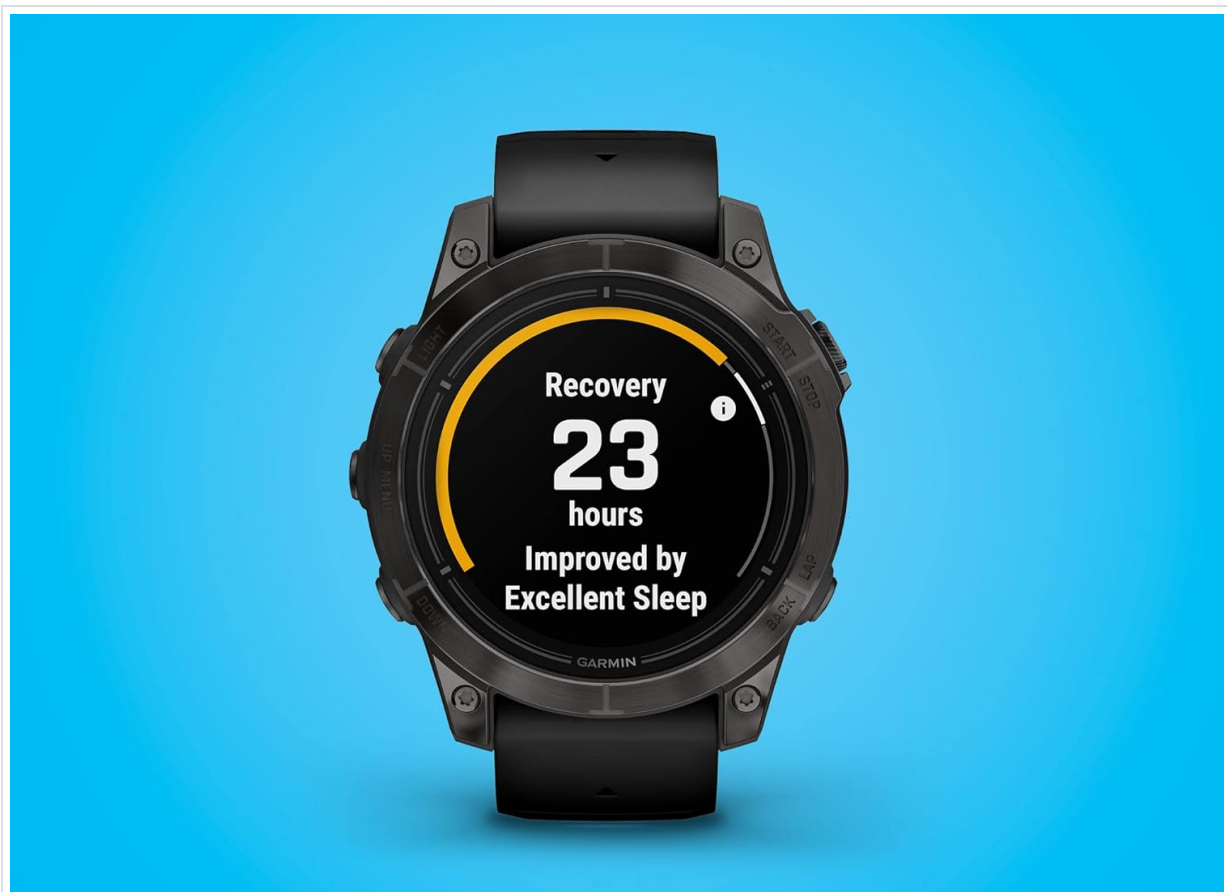 LIGHT
START
STOP
Recovery
i
23
hours
UP MENU
Improved by
Excellent Sleep
LAP
DOWN
BACK
GARMIN